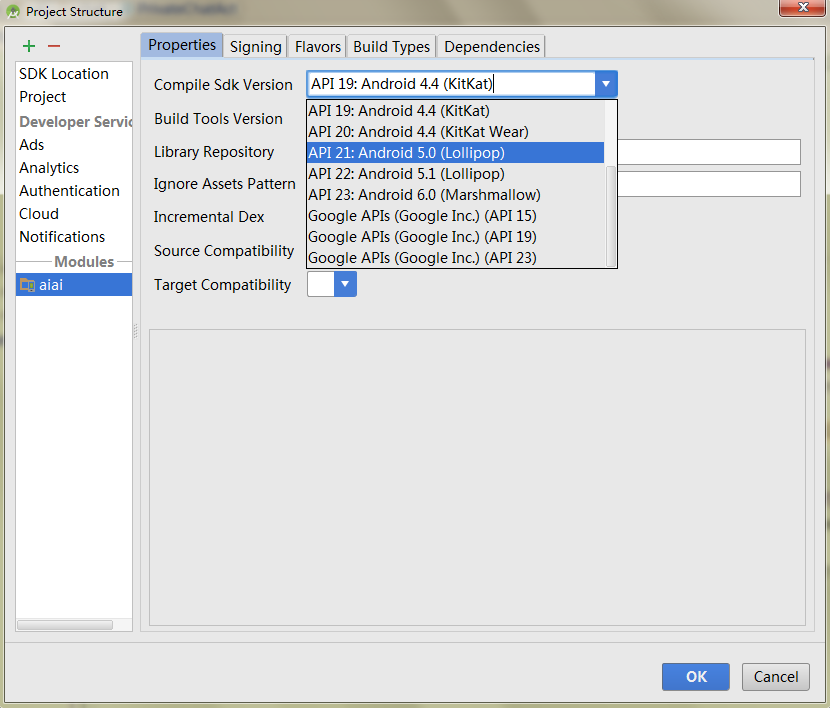 Project Structure
SDK Location
Project
Developer Servic
Ads
Analytics
Authentication
Cloud
Notifications
Modules
aiai
Properties
Signing
Flavors
Build Types
Dependencies
Compile Sdk Version
API 19: Android 4.4 (KitKat)
Build Tools Version
Library Repository
Ignore Assets Pattern
Incremental Dex
Source Compatibility
Target Compatibility
API 19: Android 4.4 (KitKat)
API 20: Android 4.4 (KitKat Wear)
API 21: Android 5.0 (Lollipop)
API 22: Android 5.1 (Lollipop)
API 23: Android 6.0 (Marshmallow)
Google APIs (Google Inc.) (API 15)
Google APIs (Google Inc.) (API 19)
Google APIs (Google Inc.) (API 23)
OK
Cancel